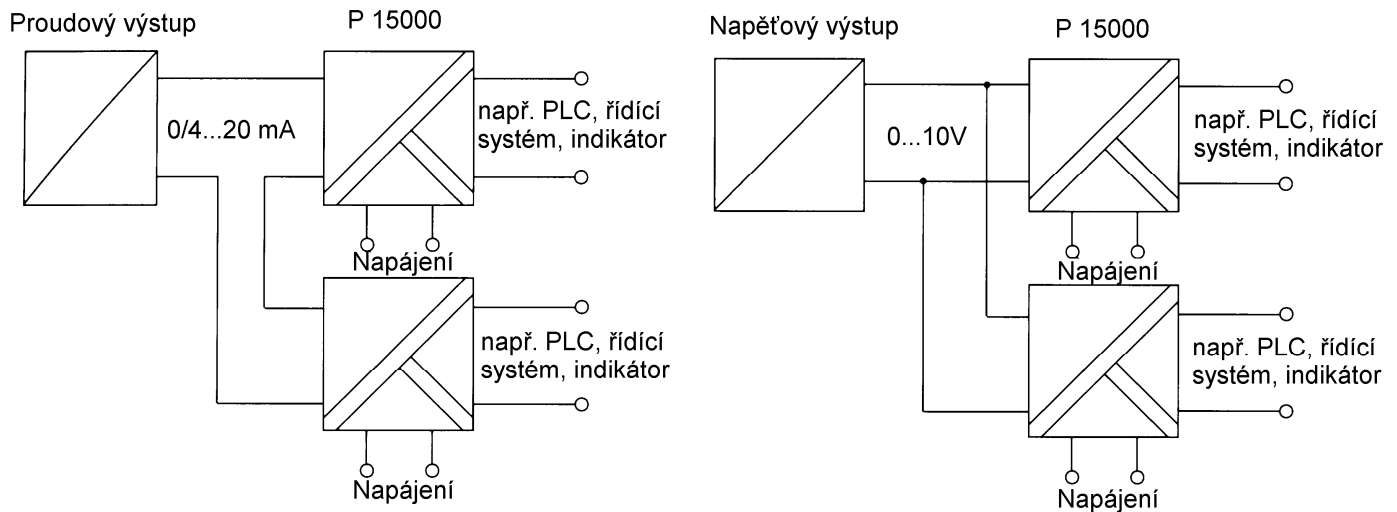 Proudový výstup
P 15000
0/4...20 mA
např. PLC, řídící
systém, indikátor
Napájení
např. PLC, řídící
systém, indikátor
Napájení
Napěťový výstup
P 15000
0...10V
např. PLC, řídící
systém, indikátor
Napájení
např. PLC, řídící
systém, indikátor
Napájení